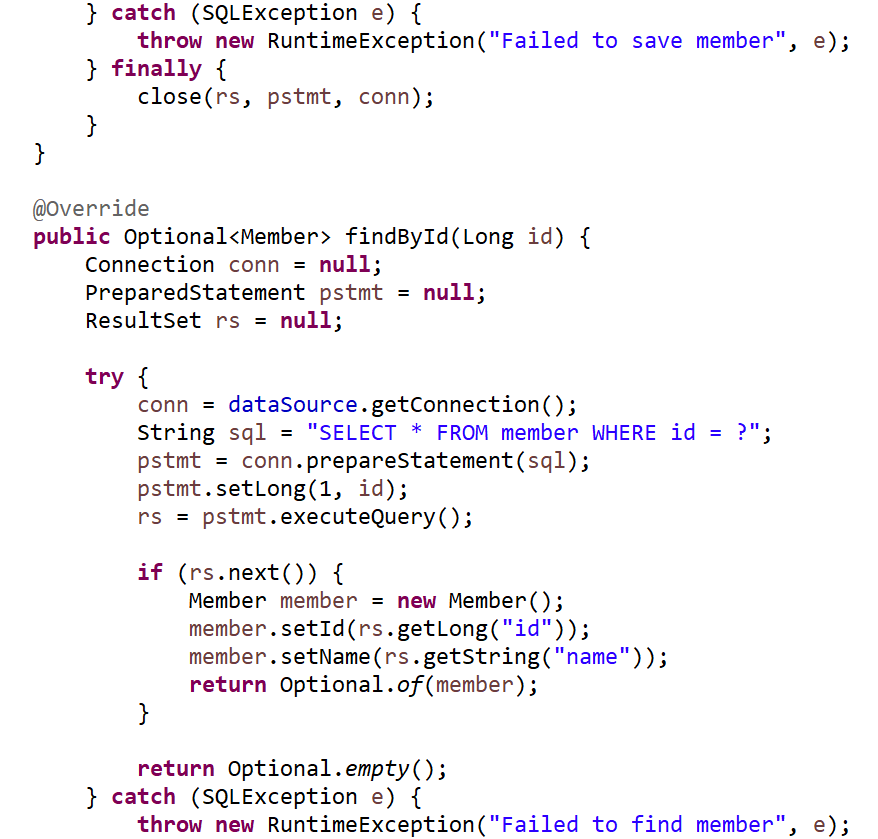 } catch (SQLException e) {
        throw new RuntimeException("Failed to save member", e);
    } finally {
        close(rs, pstmt, conn);
    }
}

@Override
public Optional<Member> findById(Long id) {
    Connection conn = null;
    PreparedStatement pstmt = null;
    ResultSet rs = null;

    try {
        conn = dataSource.getConnection();
        String sql = "SELECT * FROM member WHERE id = ?";
        pstmt = conn.prepareStatement(sql);
        pstmt.setLong(1, id);
        rs = pstmt.executeQuery();

        if (rs.next()) {
            Member member = new Member();
            member.setId(rs.getLong("id"));
            member.setName(rs.getString("name"));
            return Optional.of(member);
        }

        return Optional.empty();
    } catch (SQLException e) {
        throw new RuntimeException("Failed to find member", e);